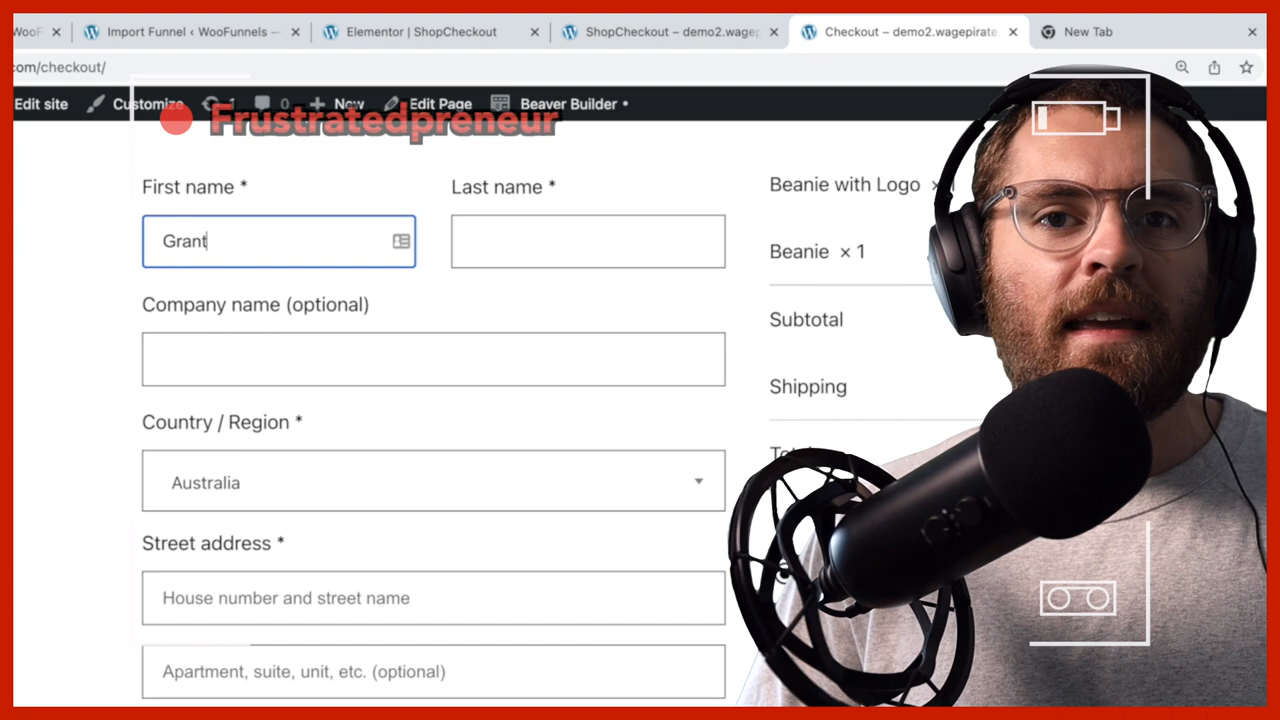 WooF
Import Funnel ‹ WooFunnels —
Elementor | ShopCheckout
ShopCheckout – demo2.wagep
Checkout – demo2.wagepirate
New Tab
com/checkout/
Edit site
Customize
1
0
New
Edit Page
Beaver Builder
Frustratedpreneur
First name *
Last name *
Beanie with Logo × 1
Grant
Beanie × 1
Company name (optional)
Subtotal
Shipping
Country / Region *
Australia
Street address *
House number and street name
Apartment, suite, unit, etc. (optional)